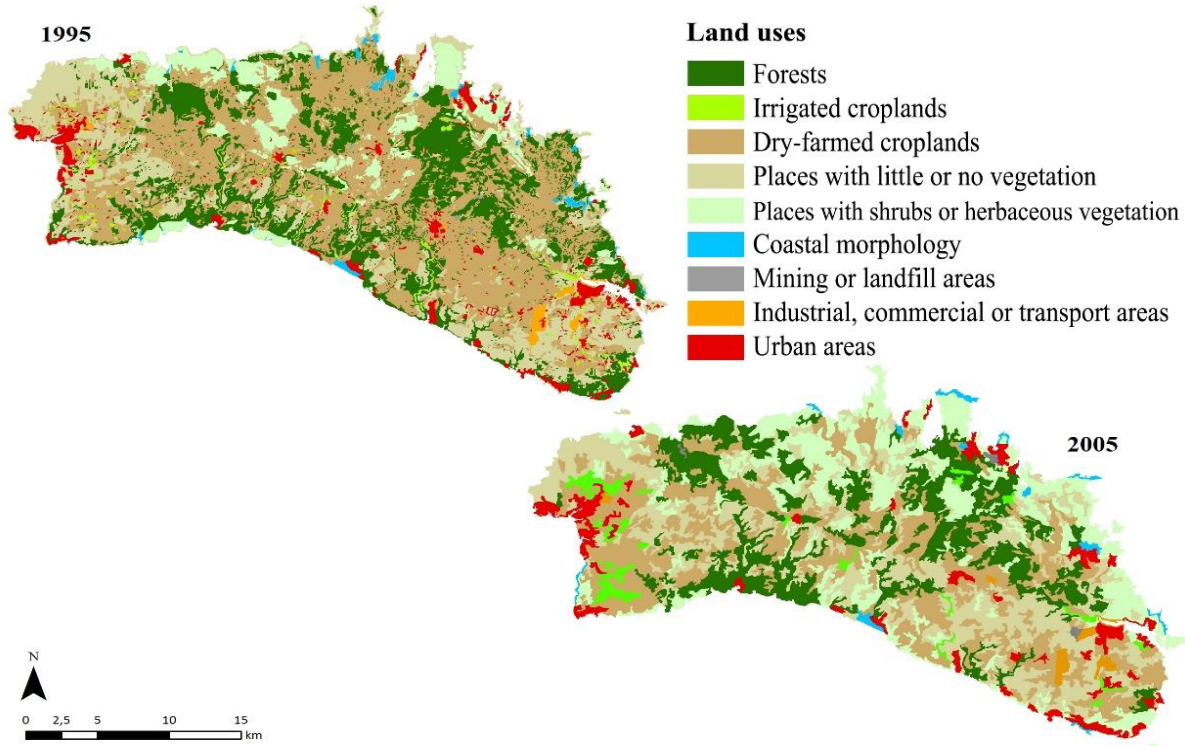 1995
Land uses
Forests
Irrigated croplands
Dry-farmed croplands
Places with little or no vegetation
Places with shrubs or herbaceous vegetation
Coastal morphology
Mining or landfill areas
Industrial, commercial or transport areas
Urban areas
2005
N
0 2,5 5 10 15
km